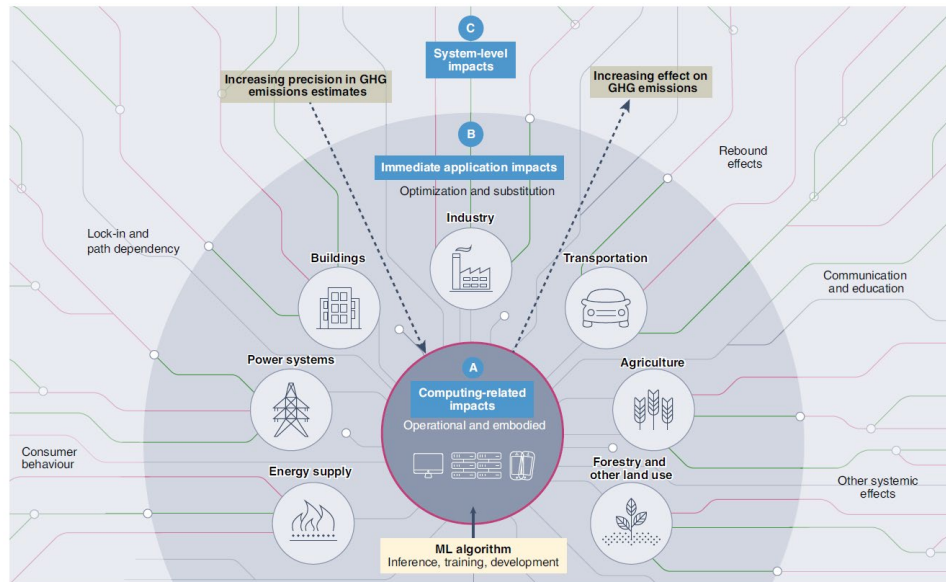 C
System-level
impacts
Increasing precision in GHG
emissions estimates
Increasing effect on
GHG emissions
B
Immediate application impacts
Optimization and substitution
Rebound
effects
Industry
Lock-in and
path dependency
Buildings
Transportation
Communication
and education
Power systems
A
Computing-related
impacts
Operational and embodied
Agriculture
Consumer
behaviour
Energy supply
Forestry and
other land use
Other systemic
effects
ML algorithm
Inference, training, development